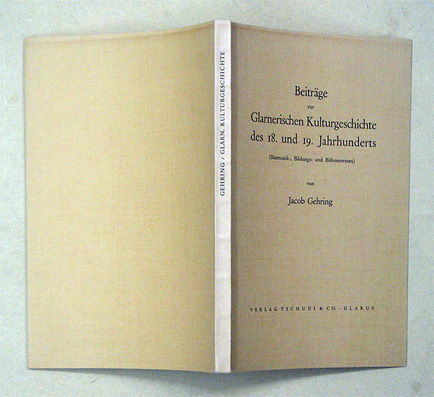 GEHRING / GLARN. KULTURGESCHICHTE
Beiträge
zur
Glarnerischen Kulturgeschichte
des 18. und 19. Jahrhunderts
(Blasmusik-, Bildungs- und Bühnenwesen)
von
Jacob Gehring
VERLAG TSCHUDI & CO. · GLARUS